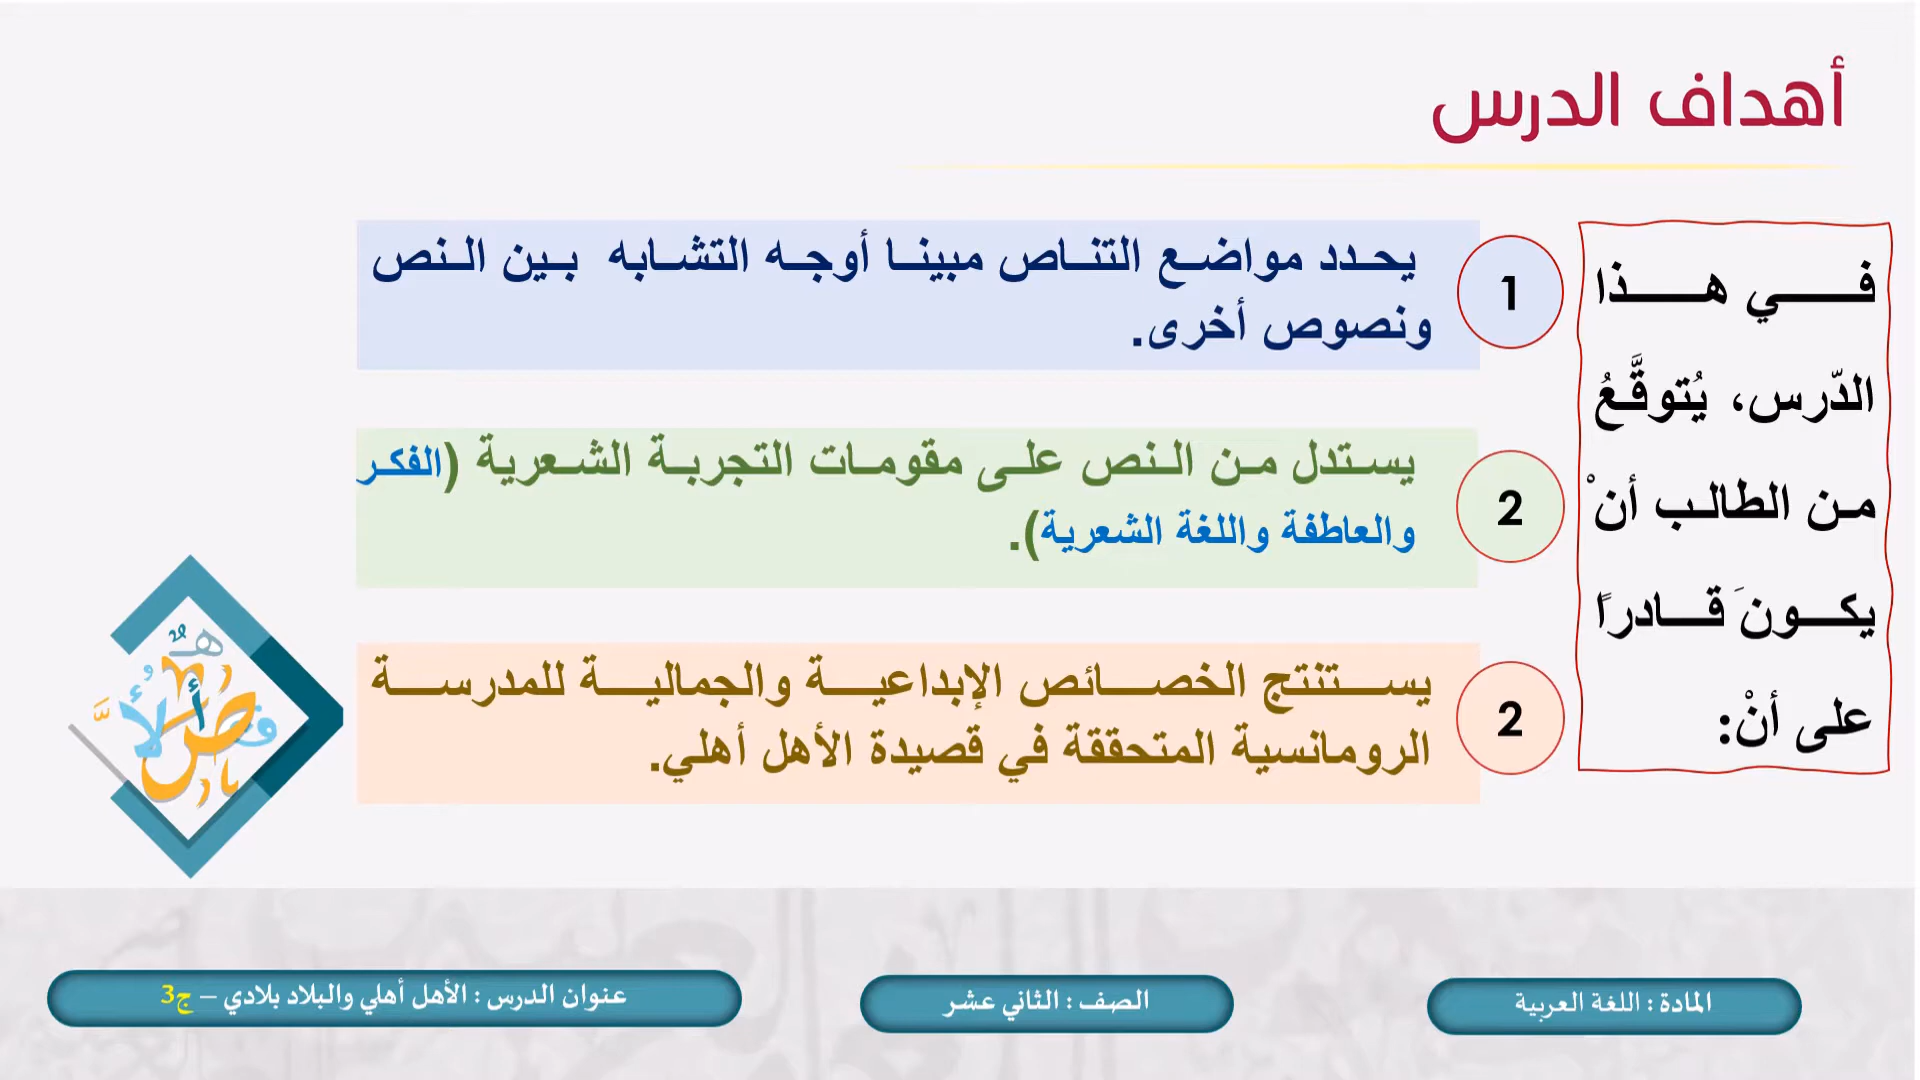 أهداف الدرس
في هذا
الدّرس، يُتوقَّعُ
من الطالب أنْ
يكونَ قادرًا
على أنْ:
1
يحدد مواضع التناص مبينا أوجه التشابه بين النص
ونصوص أخرى.
2
يستدل من النص على مقومات التجربة الشعرية (الفكر
والعاطفة واللغة الشعرية).
2
يستنتج الخصائص الإبداعية والجمالية للمدرسة
الرومانسية المتحققة في قصيدة الأهل أهلي.
المادة : اللغة العربية
الصف : الثاني عشر
عنوان الدرس : الأهل أهلي والبلاد بلادي – ج3